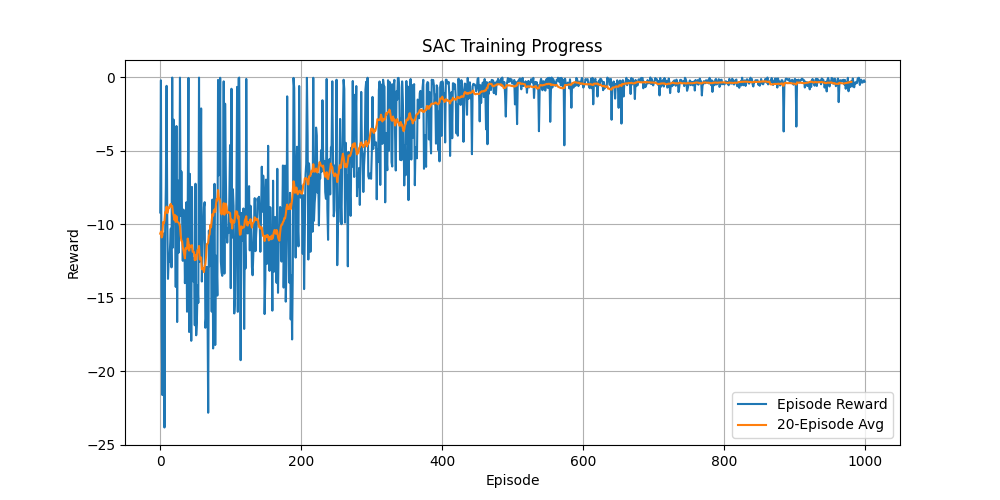 SAC Training Progress
0
−5
−10
−15
−20
−25
Reward
0
200
400
600
800
1000
Episode
Episode Reward
20-Episode Avg